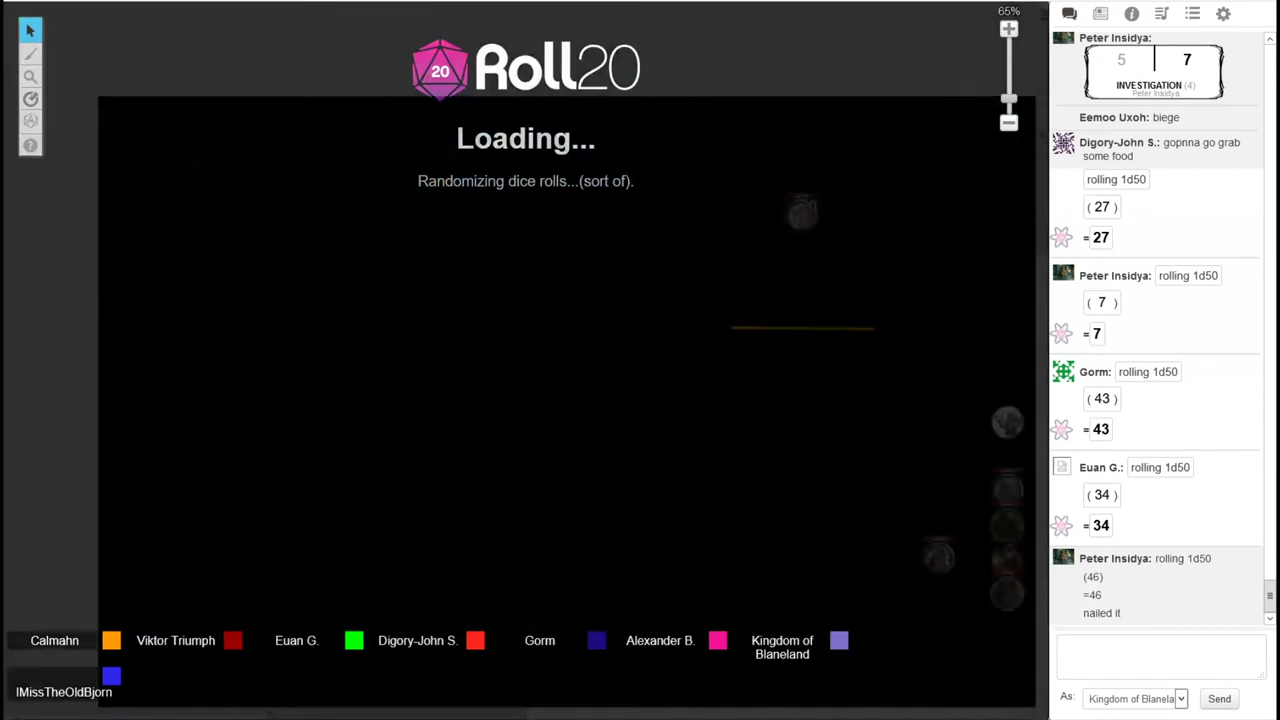 65%
20
Roll20
Loading...
Randomizing dice rolls...(sort of).
Calmahn
Viktor Triumph
Euan G.
Digory-John S.
Gorm
Alexander B.
Kingdom of
Blaneland
IMissTheOldBjorn
Peter Insidya:
5 7
INVESTIGATION (4)
Peter Insidya
Eemoo Uxoh: biege
Digory-John S.: gopnna go grab
some food
rolling 1d50
( 27 )
= 27
Peter Insidya: rolling 1d50
( 7 )
= 7
Gorm: rolling 1d50
( 43 )
= 43
Euan G.: rolling 1d50
( 34 )
= 34
Peter Insidya: rolling 1d50
(46)
=46
nailed it
As: Kingdom of Blanela Send